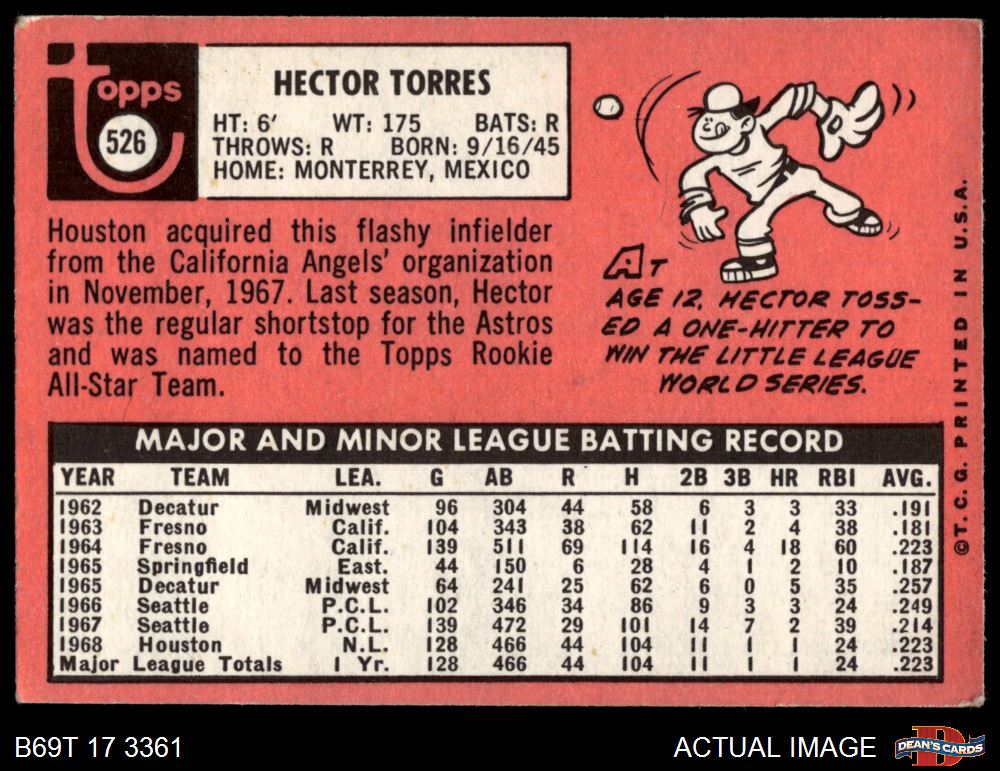 Topps
526
HECTOR TORRES
HT: 6′ WT: 175 BATS: R
THROWS: R BORN: 9/16/45
HOME: MONTERREY, MEXICO
Houston acquired this flashy infielder
from the California Angels' organization
in November, 1967. Last season, Hector
was the regular shortstop for the Astros
and was named to the Topps Rookie
All-Star Team.
AT
AGE 12, HECTOR TOSS-
ED A ONE-HITTER TO
WIN THE LITTLE LEAGUE
WORLD SERIES.
©T.C.G. PRINTED IN U.S.A.
MAJOR AND MINOR LEAGUE BATTING RECORD
YEAR TEAM LEA. G AB R H 2B 3B HR RBI AVG.
1962 Decatur Midwest 96 304 44 58 6 3 3 33 .191
1963 Fresno Calif. 104 343 38 62 11 2 4 38 .181
1964 Fresno Calif. 139 511 69 114 16 4 18 60 .223
1965 Springfield East. 44 150 6 28 4 1 2 10 .187
1965 Decatur Midwest 64 241 25 62 6 0 5 35 .257
1966 Seattle P.C.L. 102 346 34 86 9 3 3 24 .249
1967 Seattle P.C.L. 139 472 29 101 14 7 2 39 .214
1968 Houston N.L. 128 466 44 104 11 1 1 24 .223
Major League Totals 1 Yr. 128 466 44 104 11 1 1 24 .223
B69T 17 3361
ACTUAL IMAGE
D
DEAN'S CARDS